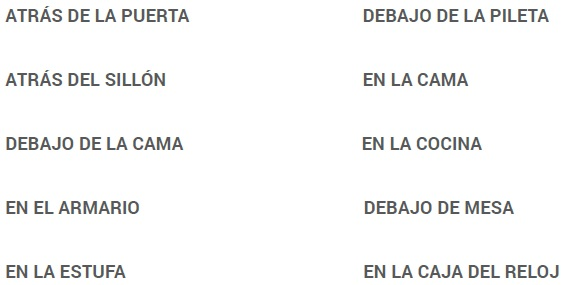 ATRÁS DE LA PUERTA
DEBAJO DE LA PILETA
ATRÁS DEL SILLÓN
EN LA CAMA
DEBAJO DE LA CAMA
EN LA COCINA
EN EL ARMARIO
DEBAJO DE MESA
EN LA ESTUFA
EN LA CAJA DEL RELOJ